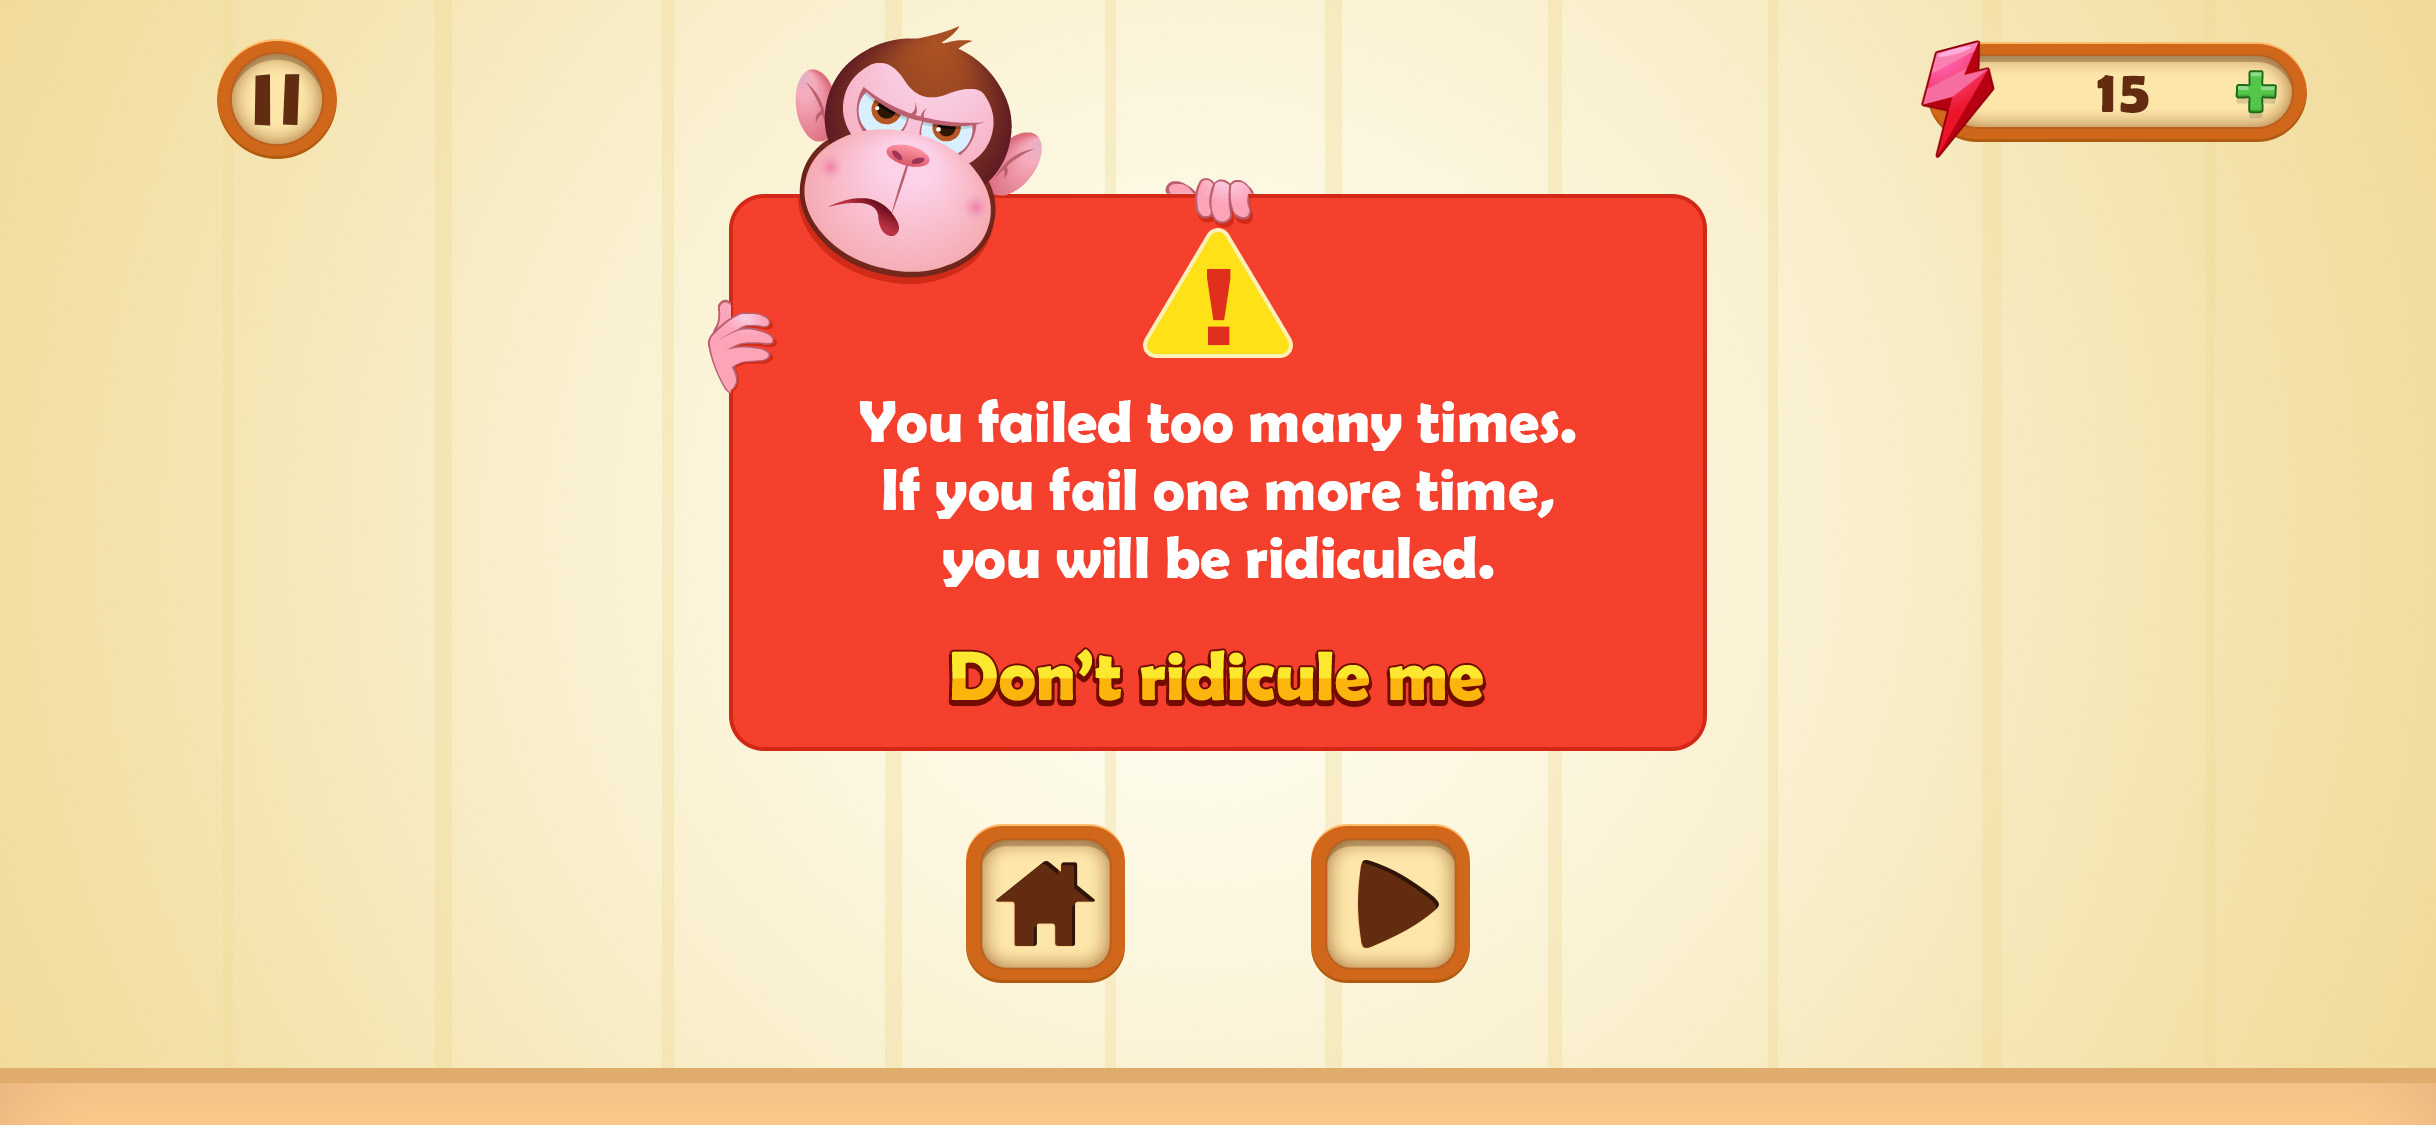 15
You failed too many times.
If you fail one more time,
you will be ridiculed.
Don't ridicule me